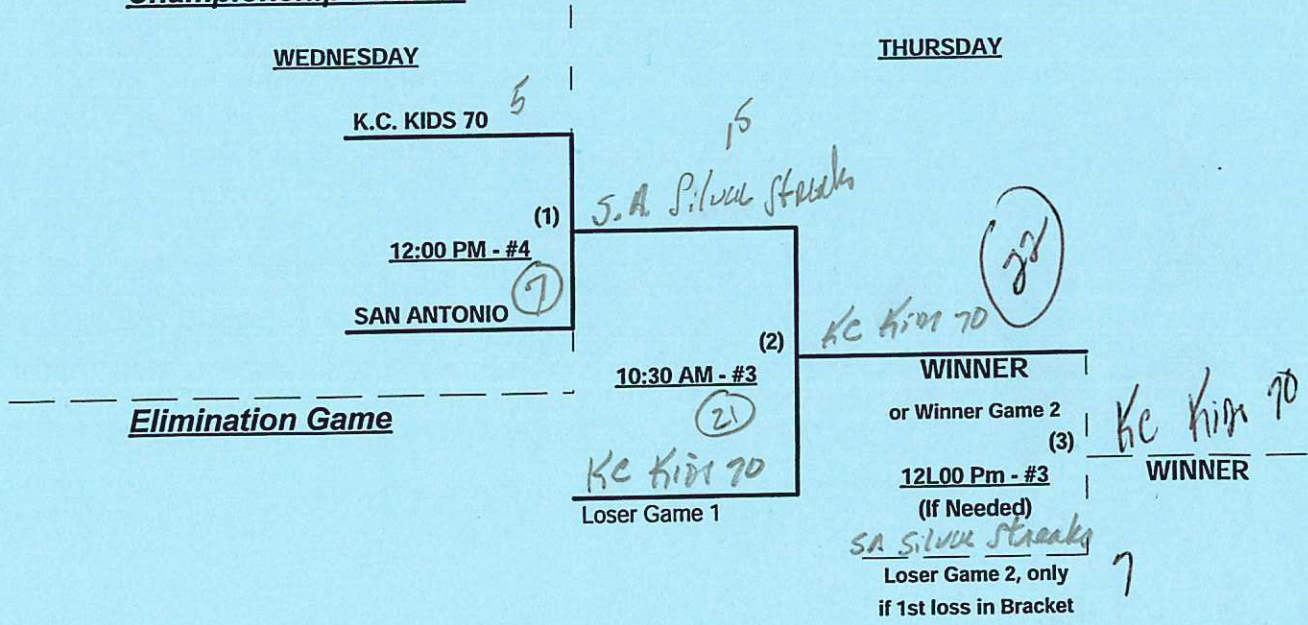 WEDNESDAY
THURSDAY
K.C. KIDS 70 5
15
S.A. Silver Streaks
(1)
12:00 PM - #4
SAN ANTONIO 7
22
KC Kids 70
(2)
WINNER
10:30 AM - #3
or Winner Game 2
21
Elimination Game
(3)
KC Kids 70
WINNER
KC Kids 70
12L00 Pm - #3
Loser Game 1
(If Needed)
SA Silver Streaks
Loser Game 2, only
7
if 1st loss in Bracket